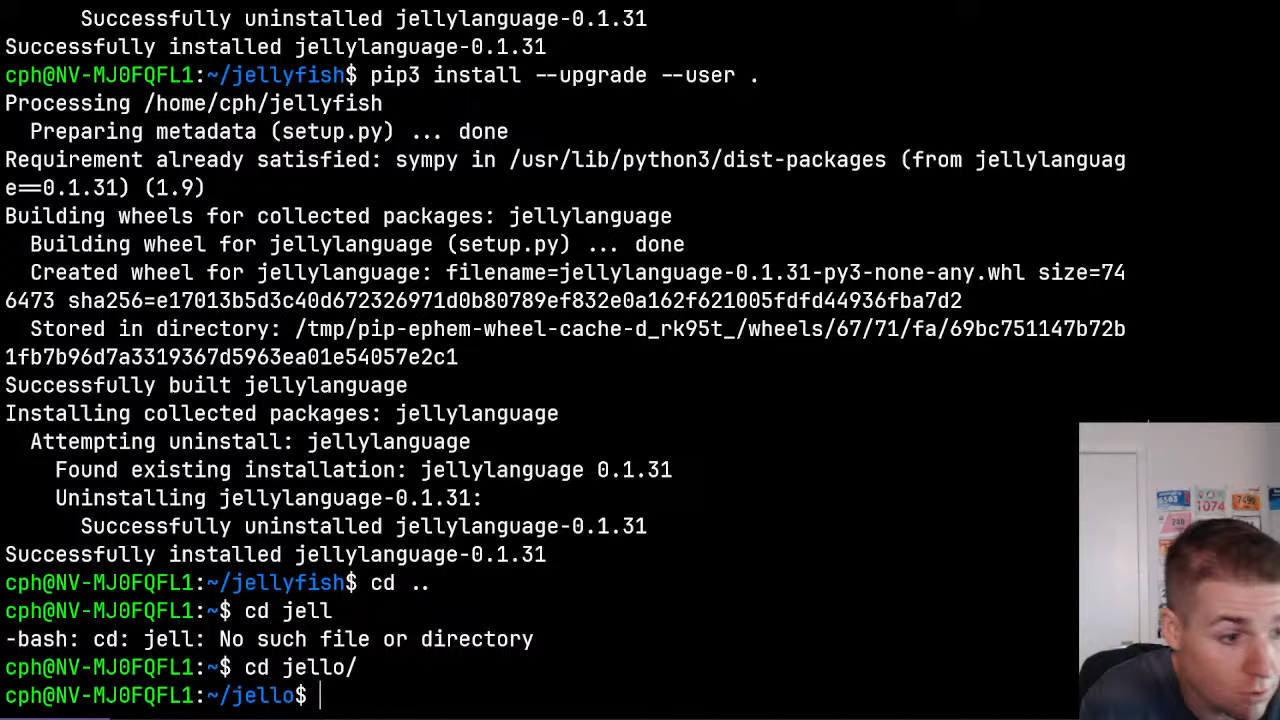 Successfully uninstalled jellylanguage-0.1.31
Successfully installed jellylanguage-0.1.31
cph@NV-MJ0FQFL1:~/jellyfish$ pip3 install --upgrade --user .
Processing /home/cph/jellyfish
  Preparing metadata (setup.py) ... done
Requirement already satisfied: sympy in /usr/lib/python3/dist-packages (from jellylanguag
e==0.1.31) (1.9)
Building wheels for collected packages: jellylanguage
  Building wheel for jellylanguage (setup.py) ... done
  Created wheel for jellylanguage: filename=jellylanguage-0.1.31-py3-none-any.whl size=74
6473 sha256=e17013b5d3c40d672326971d0b80789ef832e0a162f621005fdfd44936fba7d2
  Stored in directory: /tmp/pip-ephem-wheel-cache-d_rk95t_/wheels/67/71/fa/69bc751147b72b
1fb7b96d7a3319367d5963ea01e54057e2c1
Successfully built jellylanguage
Installing collected packages: jellylanguage
  Attempting uninstall: jellylanguage
    Found existing installation: jellylanguage 0.1.31
    Uninstalling jellylanguage-0.1.31:
      Successfully uninstalled jellylanguage-0.1.31
Successfully installed jellylanguage-0.1.31
cph@NV-MJ0FQFL1:~/jellyfish$ cd ..
cph@NV-MJ0FQFL1:~$ cd jell
-bash: cd: jell: No such file or directory
cph@NV-MJ0FQFL1:~$ cd jello/
cph@NV-MJ0FQFL1:~/jello$
1074